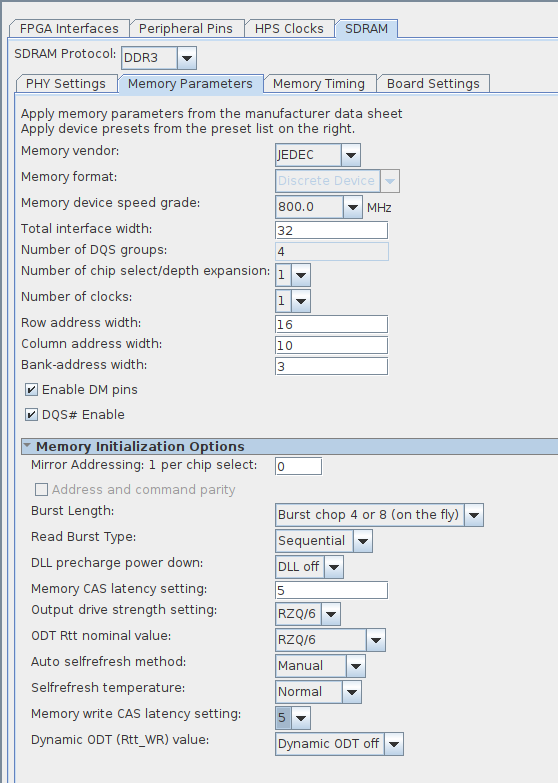 FPGA Interfaces Peripheral Pins HPS Clocks SDRAM
SDRAM Protocol: DDR3
PHY Settings Memory Parameters Memory Timing Board Settings
Apply memory parameters from the manufacturer data sheet
Apply device presets from the preset list on the right.
Memory vendor: JEDEC
Memory format: Discrete Device
Memory device speed grade: 800.0 MHz
Total interface width: 32
Number of DQS groups: 4
Number of chip select/depth expansion: 1
Number of clocks: 1
Row address width: 16
Column address width: 10
Bank-address width: 3
Enable DM pins
DQS# Enable
Memory Initialization Options
Mirror Addressing: 1 per chip select: 0
Address and command parity
Burst Length: Burst chop 4 or 8 (on the fly)
Read Burst Type: Sequential
DLL precharge power down: DLL off
Memory CAS latency setting: 5
Output drive strength setting: RZQ/6
ODT Rtt nominal value: RZQ/6
Auto selfrefresh method: Manual
Selfrefresh temperature: Normal
Memory write CAS latency setting: 5
Dynamic ODT (Rtt_WR) value: Dynamic ODT off